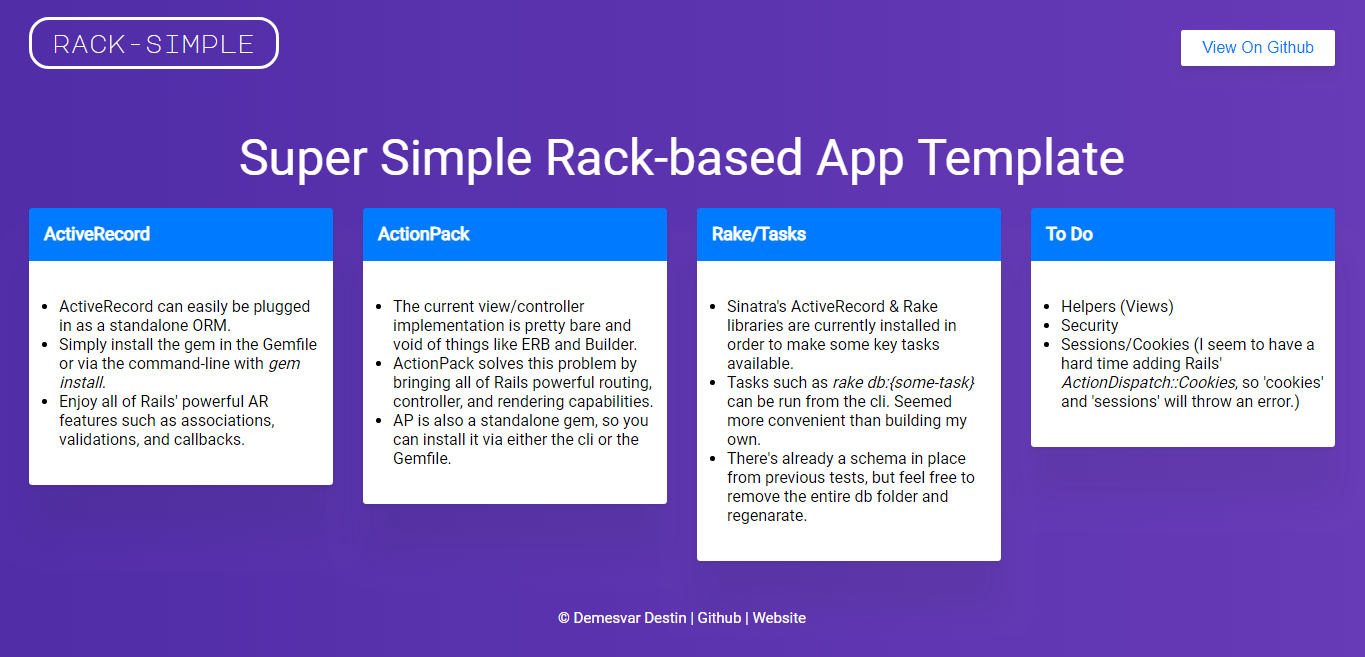 RACK-SIMPLE
View On Github
Super Simple Rack-based App Template
ActiveRecord
ActiveRecord can easily be plugged
in as a standalone ORM.
Simply install the gem in the Gemfile
or via the command-line with gem
install.
Enjoy all of Rails' powerful AR
features such as associations,
validations, and callbacks.
ActionPack
The current view/controller
implementation is pretty bare and
void of things like ERB and Builder.
ActionPack solves this problem by
bringing all of Rails powerful routing,
controller, and rendering capabilities.
AP is also a standalone gem, so you
can install it via either the cli or the
Gemfile.
Rake/Tasks
Sinatra's ActiveRecord & Rake
libraries are currently installed in
order to make some key tasks
available.
Tasks such as rake db:{some-task}
can be run from the cli. Seemed
more convenient than building my
own.
There's already a schema in place
from previous tests, but feel free to
remove the entire db folder and
regenarate.
To Do
Helpers (Views)
Security
Sessions/Cookies (I seem to have a
hard time adding Rails'
ActionDispatch::Cookies, so 'cookies'
and 'sessions' will throw an error.)
© Demesvar Destin | Github | Website